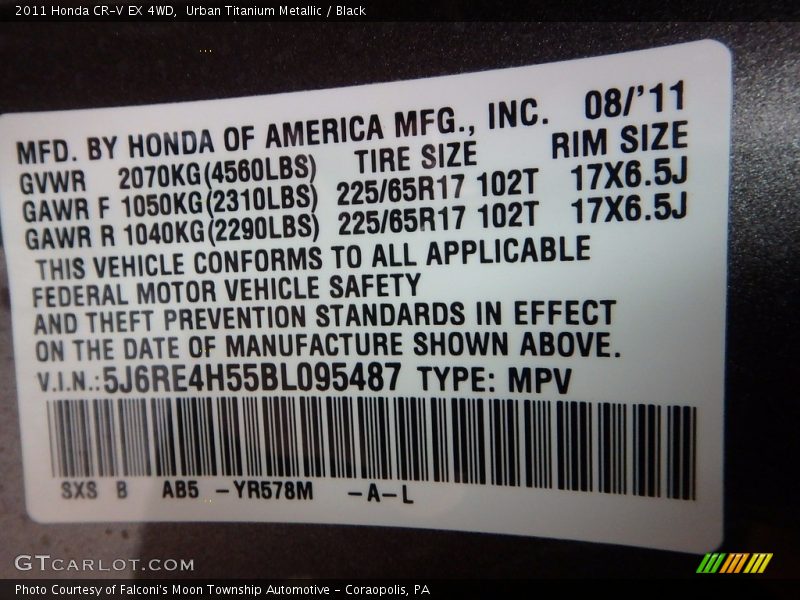 2011 Honda CR-V EX 4WD,  Urban Titanium Metallic / Black
MFD. BY HONDA OF AMERICA MFG., INC. 08/'11
GVWR 2070KG(4560LBS) TIRE SIZE RIM SIZE
GAWR F 1050KG(2310LBS) 225/65R17 102T 17X6.5J
GAWR R 1040KG(2290LBS) 225/65R17 102T 17X6.5J
THIS VEHICLE CONFORMS TO ALL APPLICABLE
FEDERAL MOTOR VEHICLE SAFETY
AND THEFT PREVENTION STANDARDS IN EFFECT
ON THE DATE OF MANUFACTURE SHOWN ABOVE.
V.I.N.:5J6RE4H55BL095487 TYPE: MPV
SXS B AB5 -YR578M -A-L
GTCARLOT.COM
Photo Courtesy of Falconi's Moon Township Automotive - Coraopolis, PA